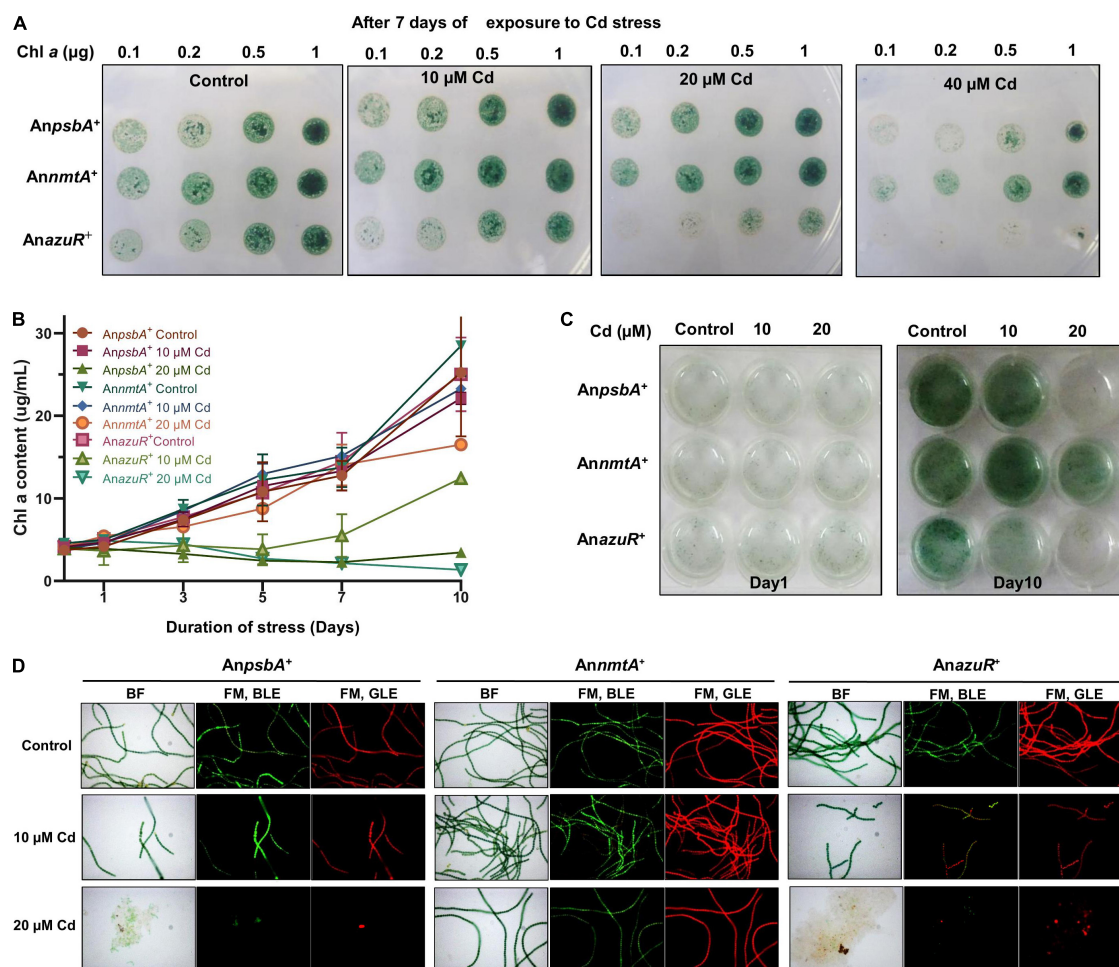 A
After 7 days of exposure to Cd stress
Chl a (µg) 0.1 0.2 0.5 1 0.1 0.2 0.5 1 0.1 0.2 0.5 1 0.1 0.2 0.5 1
Control 10 µM Cd 20 µM Cd 40 µM Cd
AnpsbA+
AnnmtA+
AnazuR+
B
Chl a content (ug/mL)
30
20
10
0
AnpsbA+ Control
AnpsbA+ 10 µM Cd
AnpsbA+ 20 µM Cd
AnnmtA+ Control
AnnmtA+ 10 µM Cd
AnnmtA+ 20 µM Cd
AnazuR+Control
AnazuR+ 10 µM Cd
AnazuR+ 20 µM Cd
1 3 5 7 10
Duration of stress (Days)
C
Cd (µM) Control 10 20 Control 10 20
AnpsbA+
AnnmtA+
AnazuR+
Day1 Day10
D
AnpsbA+ AnnmtA+ AnazuR+
BF FM, BLE FM, GLE BF FM, BLE FM, GLE BF FM, BLE FM, GLE
Control
10 µM Cd
20 µM Cd